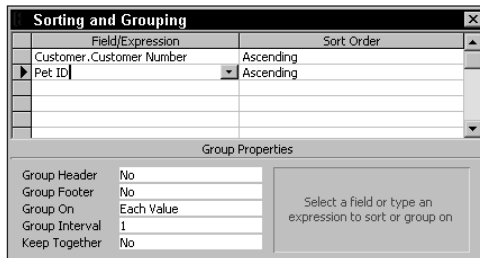 Sorting and Grouping
Field/Expression Sort Order
Customer.Customer Number Ascending
Pet ID Ascending
Group Properties
Group Header No
Group Footer No
Group On Each Value
Group Interval 1
Keep Together No
Select a field or type an
expression to sort or group on